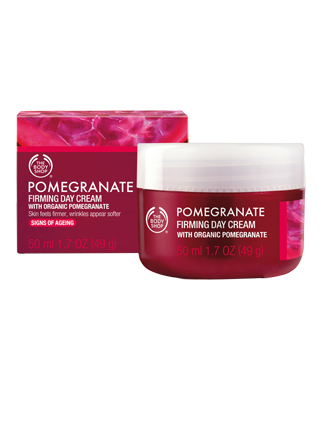 THE
BODY
SHOP
POMEGRANATE
FIRMING DAY CREAM
WITH ORGANIC POMEGRANATE
Skin feels firmer, wrinkles appear softer
SIGNS OF AGEING
50 ml 1.7 OZ (49 g)
THE
BODY
SHOP
POMEGRANATE
FIRMING DAY CREAM
WITH ORGANIC POMEGRANATE
50 ml 1.7 OZ (49 g)